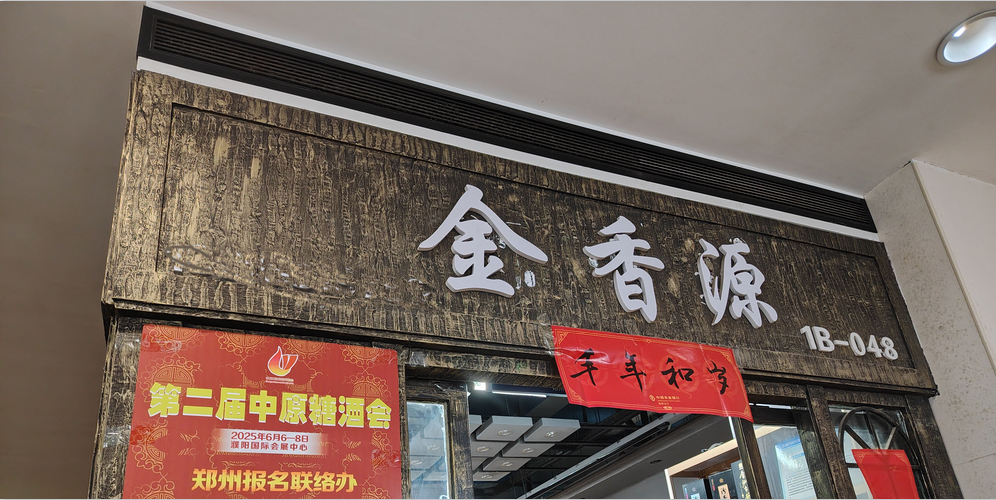 金香源
1B-048
丰年和岁
第二届中原糖酒会
2025年6月6-8日
濮阳国际会展中心
郑州报名联络办